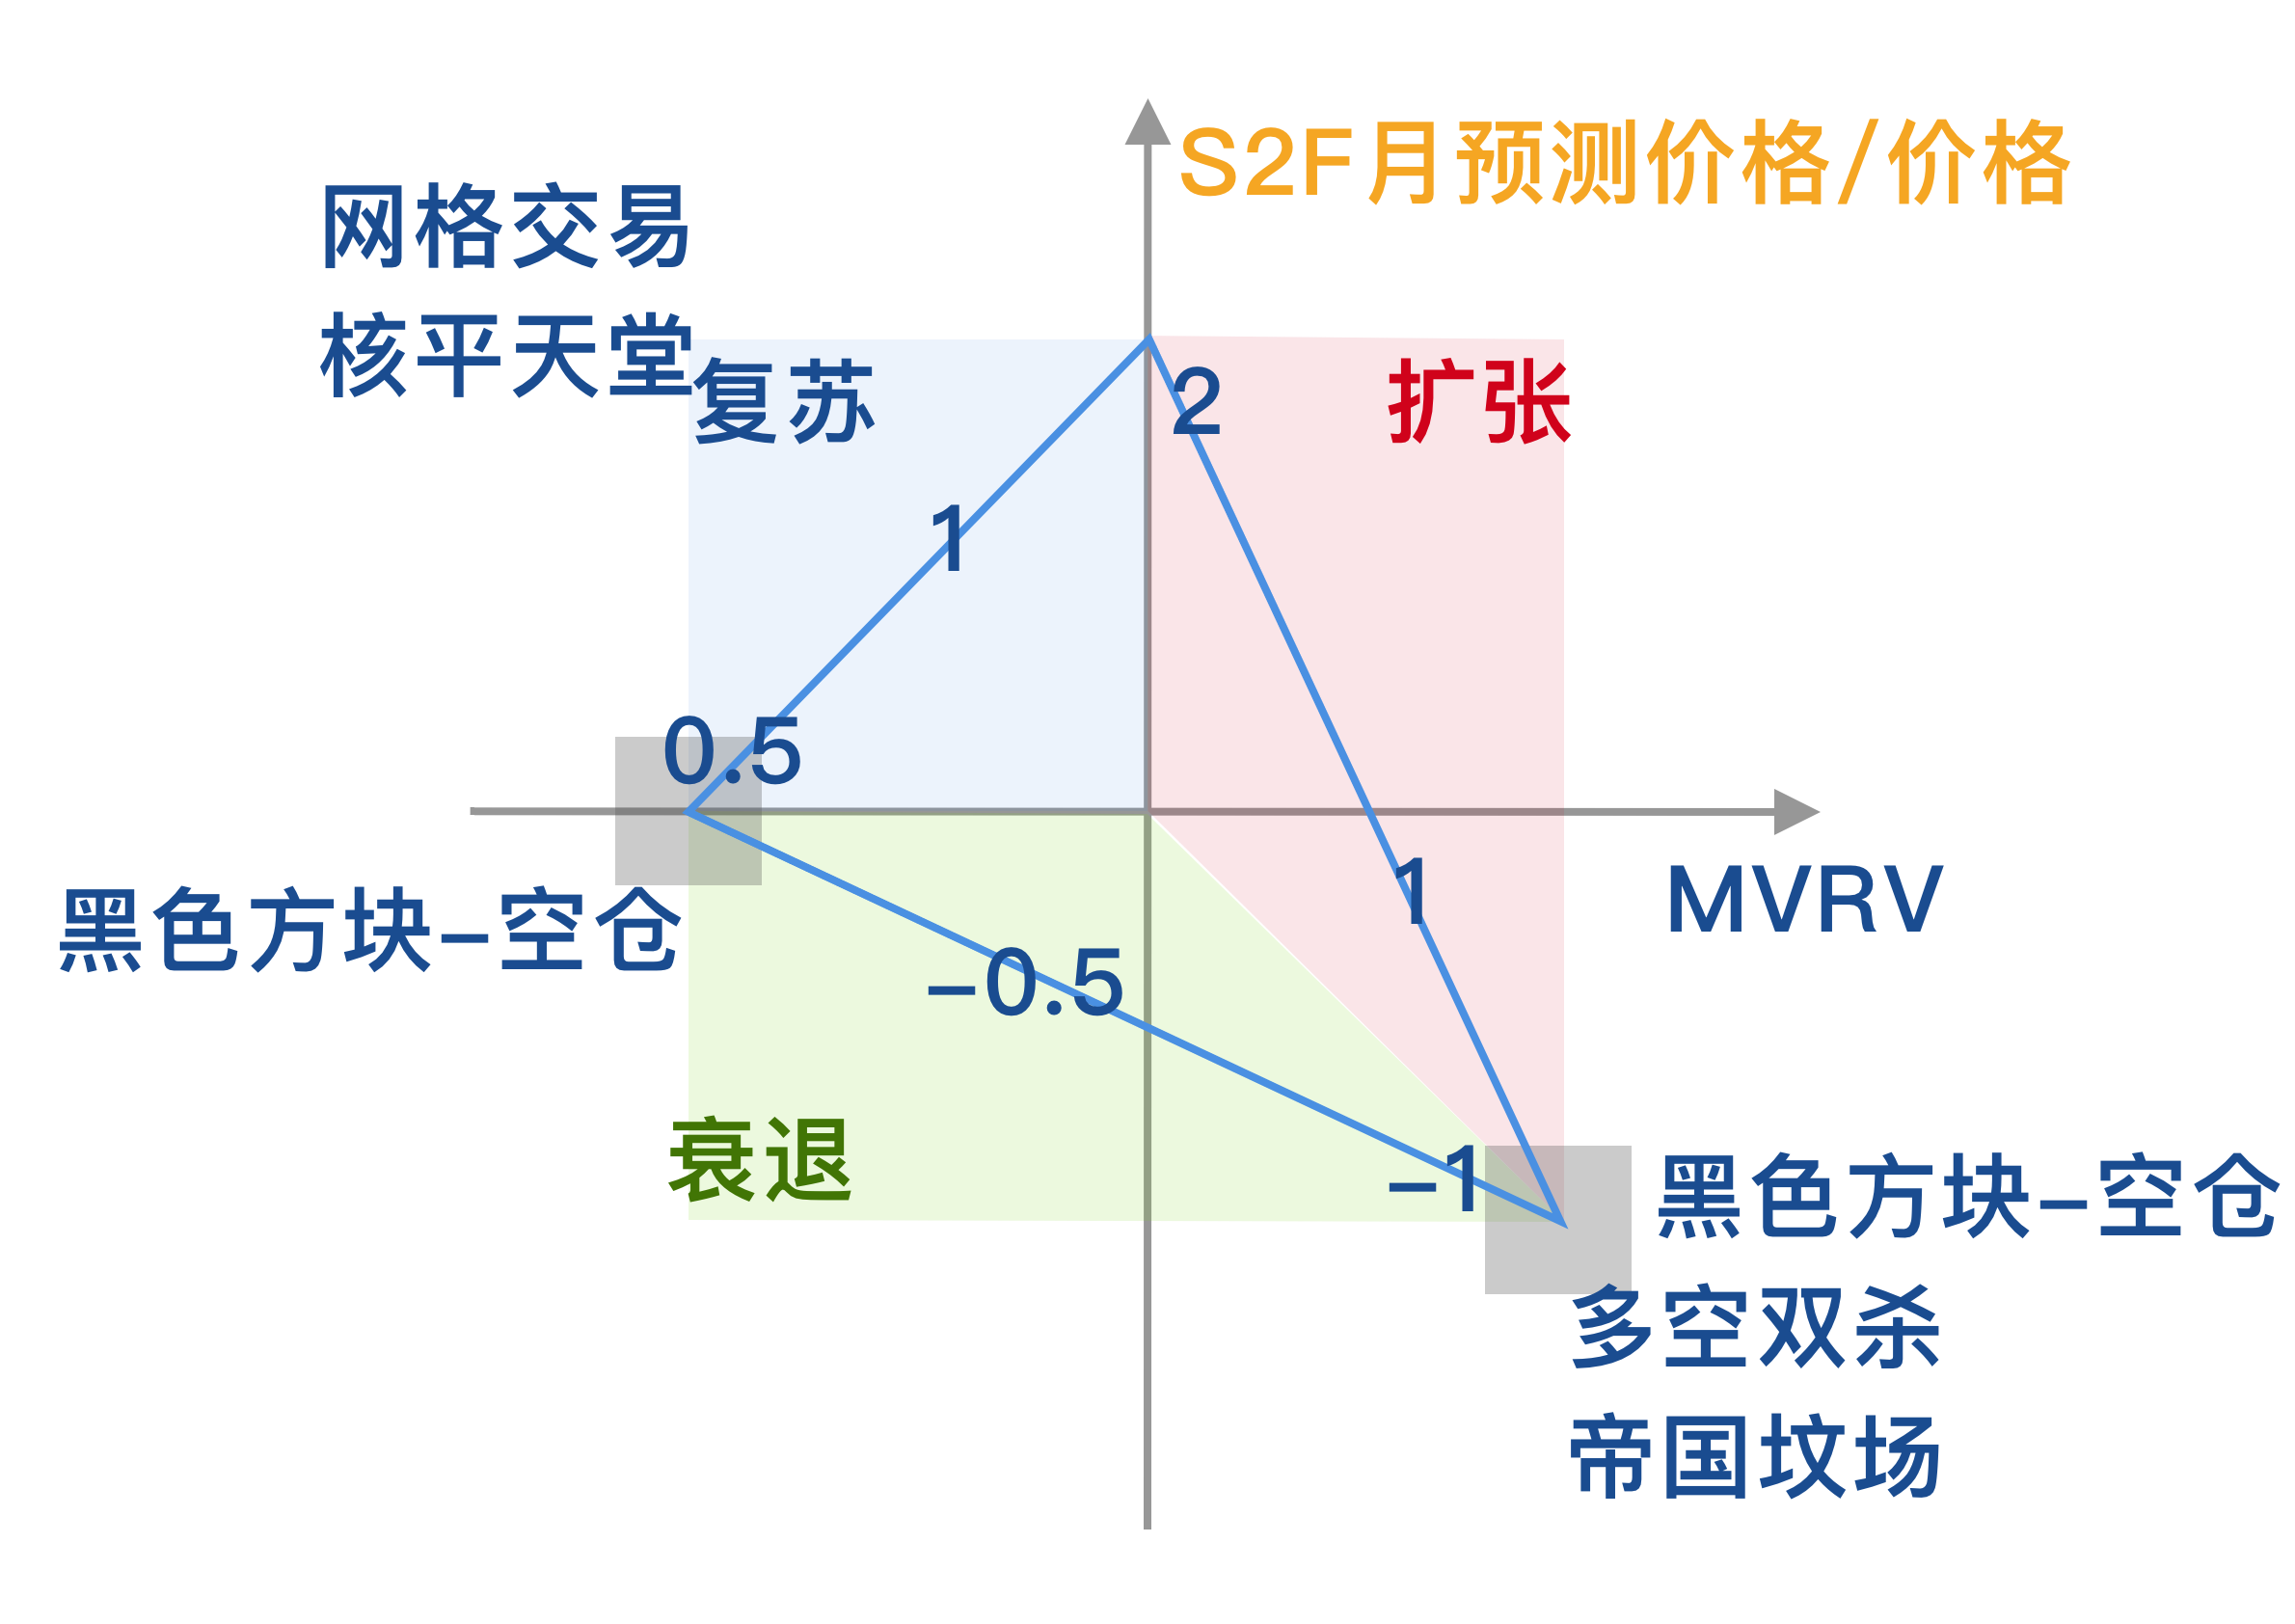 S2F月预测价格/价格
网格交易
核平天堂
复苏
2
扩张
1
0.5
1
MVRV
黑色方块-空仓
-0.5
衰退
-1
黑色方块-空仓
多空双杀
帝国坟场